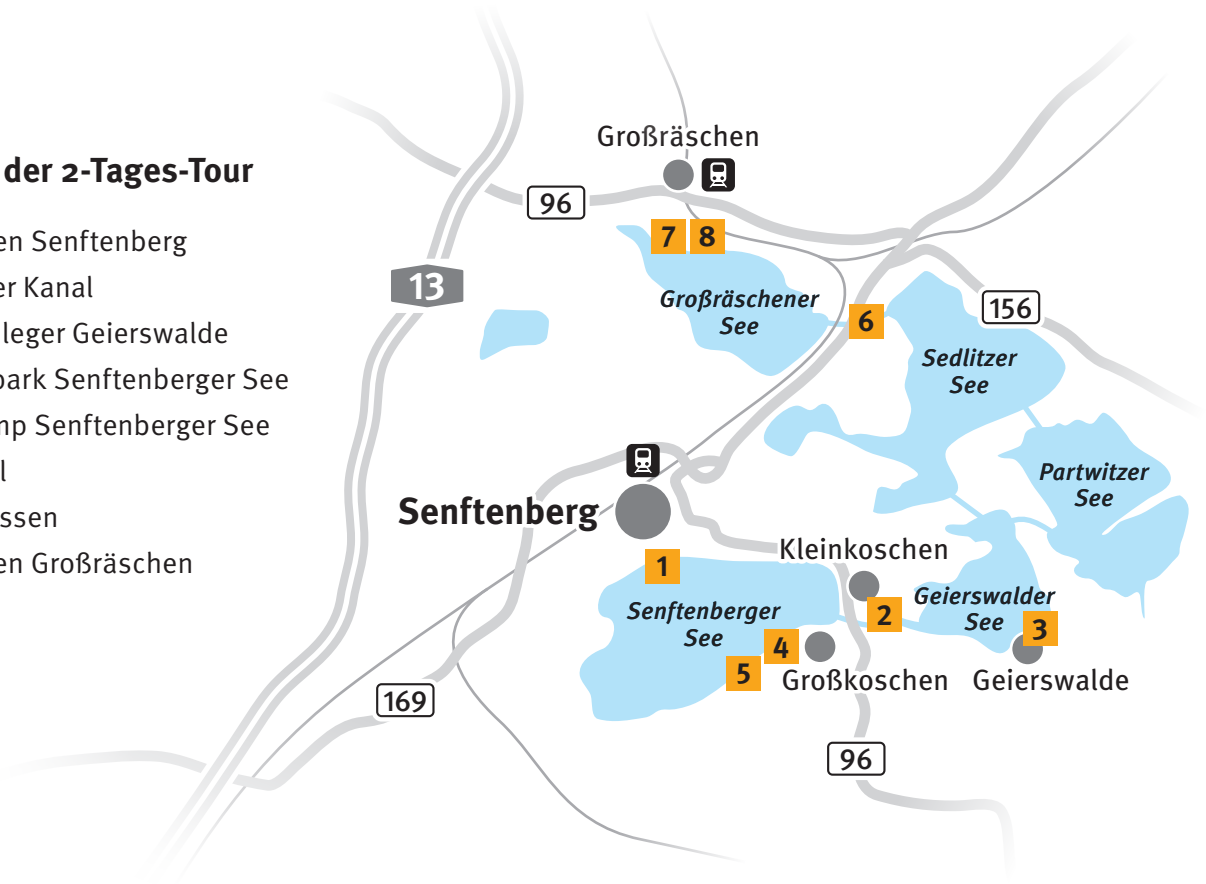 der 2-Tages-Tour
en Senftenberg
er Kanal
leger Geierswalde
park Senftenberger See
mp Senftenberger See
l
ssen
en Großräschen
Großräschen
96
7 8
13
Großräschener
See
6
156
Sedlitzer
See
Partwitzer
See
Senftenberg
1
Kleinkoschen
Senftenberger
See
2
Geierswalder
See
3
4
5
Großkoschen
Geierswalde
169
96